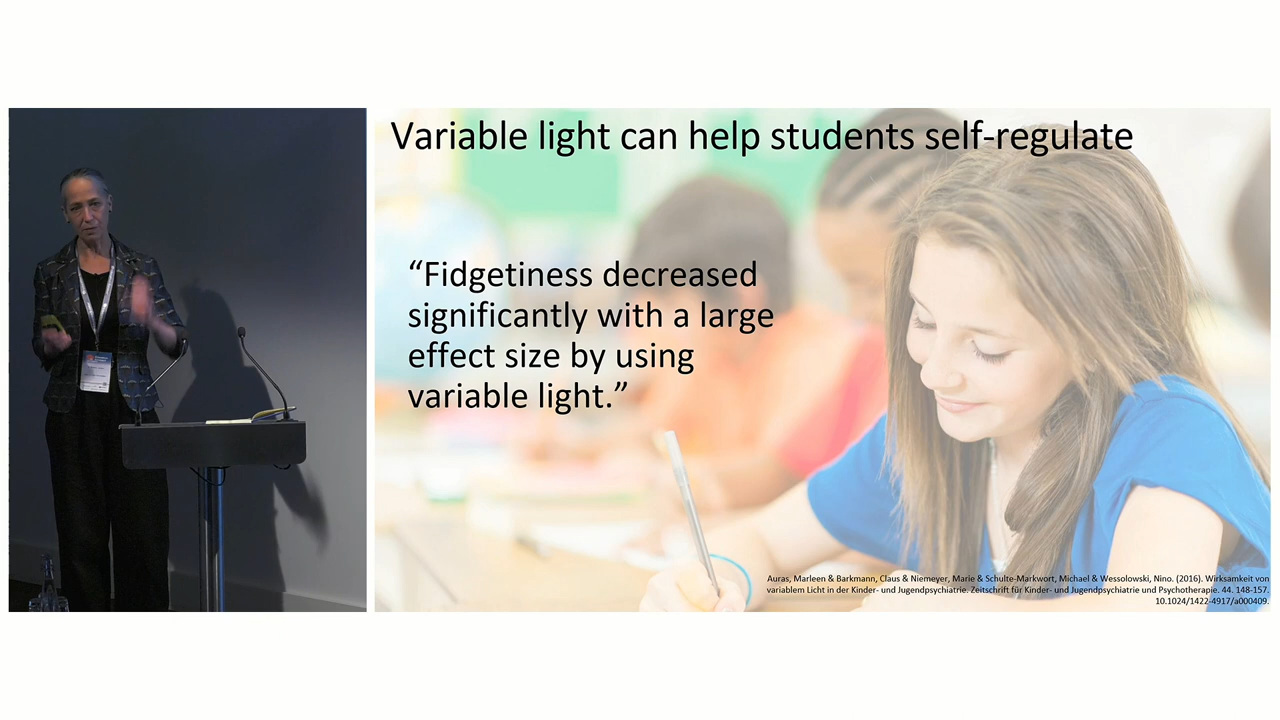 Variable light can help students self-regulate
“Fidgetiness decreased
significantly with a large
effect size by using
variable light.”
Auras, Marleen & Barkmann, Claus & Niemeyer, Marie & Schulte-Markwort, Michael & Wessolowski, Nino. (2016). Wirksamkeit von
variablem Licht in der Kinder- und Jugendpsychiatrie. Zeitschrift für Kinder- und Jugendpsychiatrie und Psychotherapie. 44. 148-157.
10.1024/1422-4917/a000409.